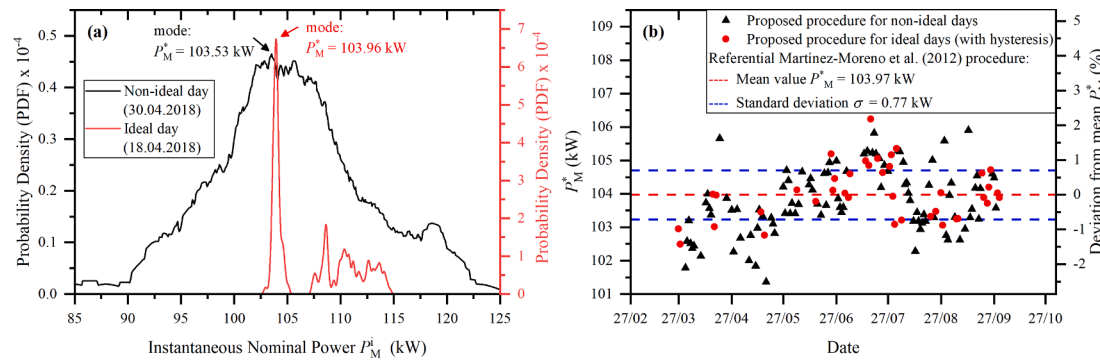 (a)
mode:
P*M = 103.53 kW
mode:
P*M = 103.96 kW
Non-ideal day
(30.04.2018)
Ideal day
(18.04.2018)
Probability Density (PDF) x 10⁻⁴
0.5
0.4
0.3
0.2
0.1
0.0
7
6
5
4
3
2
1
0
Probability Density (PDF) x 10⁻⁴
85 90 95 100 105 110 115 120 125
Instantaneous Nominal Power PⁱM (kW)
(b)
Proposed procedure for non-ideal days
Proposed procedure for ideal days (with hysteresis)
Referential Martínez-Moreno et al. (2012) procedure:
Mean value P*M = 103.97 kW
Standard deviation σ = 0.77 kW
P*M (kW)
109
108
107
106
105
104
103
102
101
5
4
3
2
1
0
-1
-2
Deviation from mean P*M (%)
27/02 27/03 27/04 27/05 27/06 27/07 27/08 27/09 27/10
Date